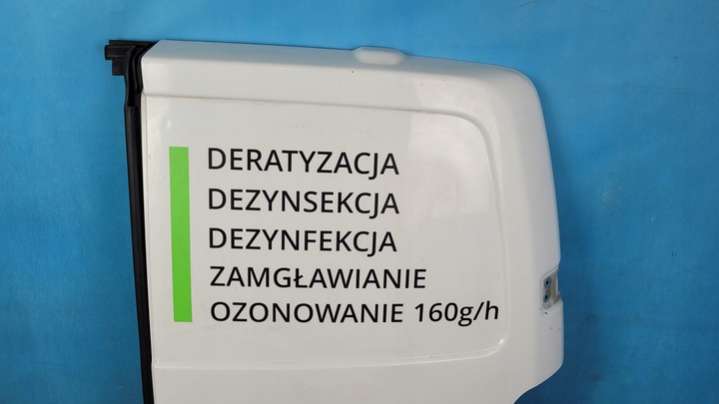 DERATYZACJA
DEZYNSEKCJA
DEZYNFEKCJA
ZAMGŁAWIANIE
OZONOWANIE 160g/h